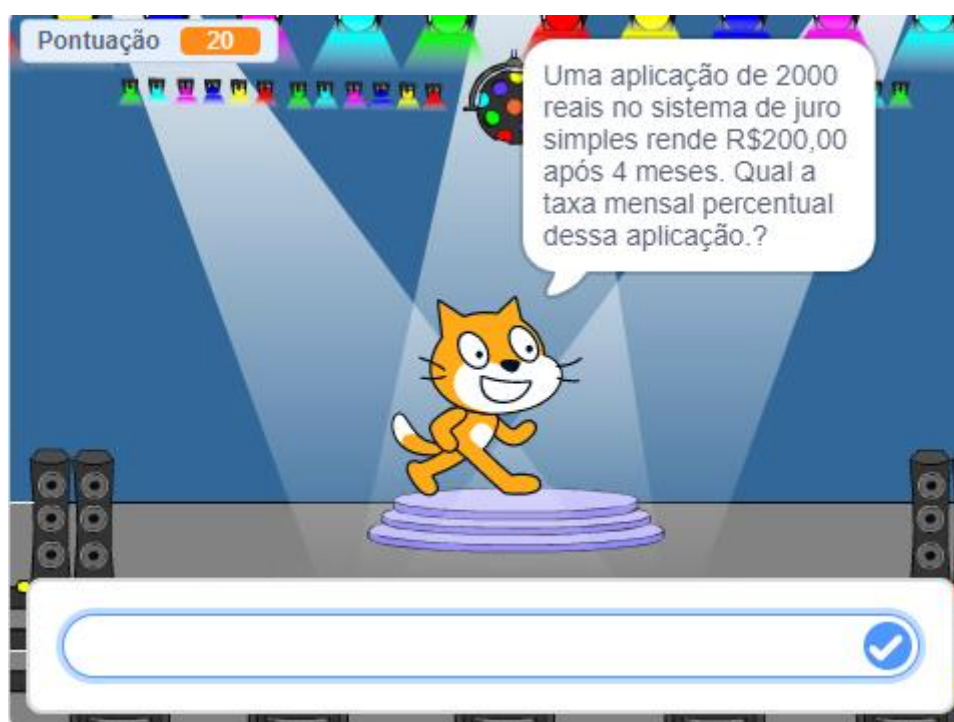 Pontuação 20
Uma aplicação de 2000
reais no sistema de juro
simples rende R$200,00
após 4 meses. Qual a
taxa mensal percentual
dessa aplicação.?